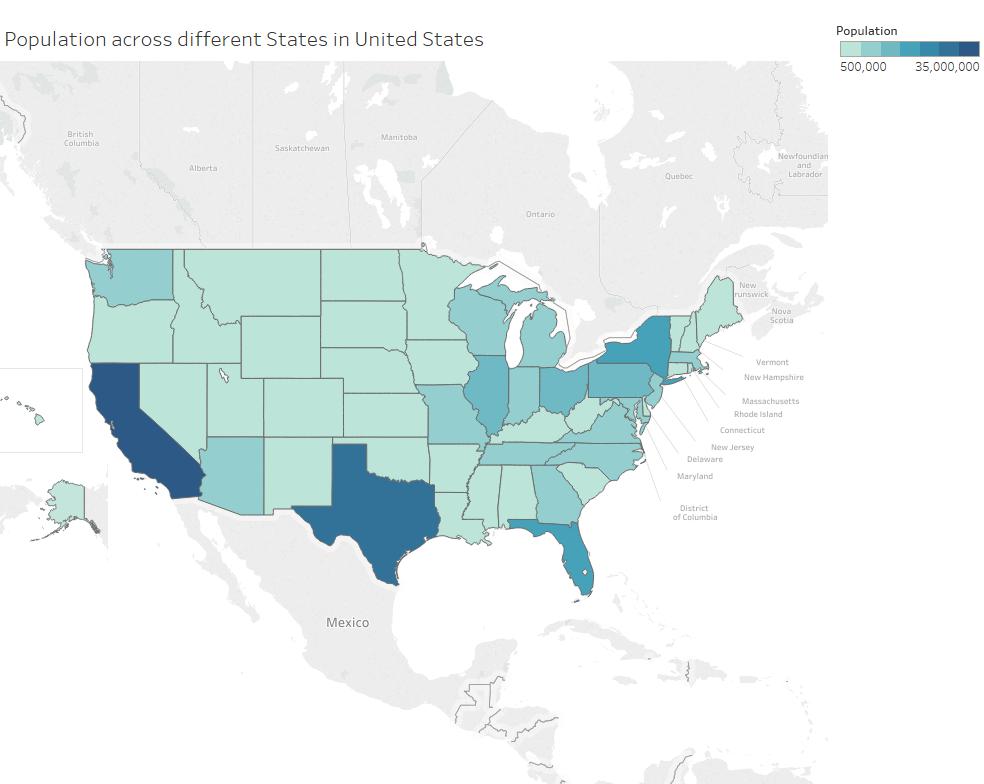 Population across different States in United States
Population
500,000 35,000,000
British
Columbia
Alberta
Saskatchewan
Manitoba
Ontario
Quebec
Newfoundlan
and
Labrador
New
runswick
Nova
Scotia
Vermont
New Hampshire
Massachusetts
Rhode Island
Connecticut
New Jersey
Delaware
Maryland
District
of Columbia
Mexico